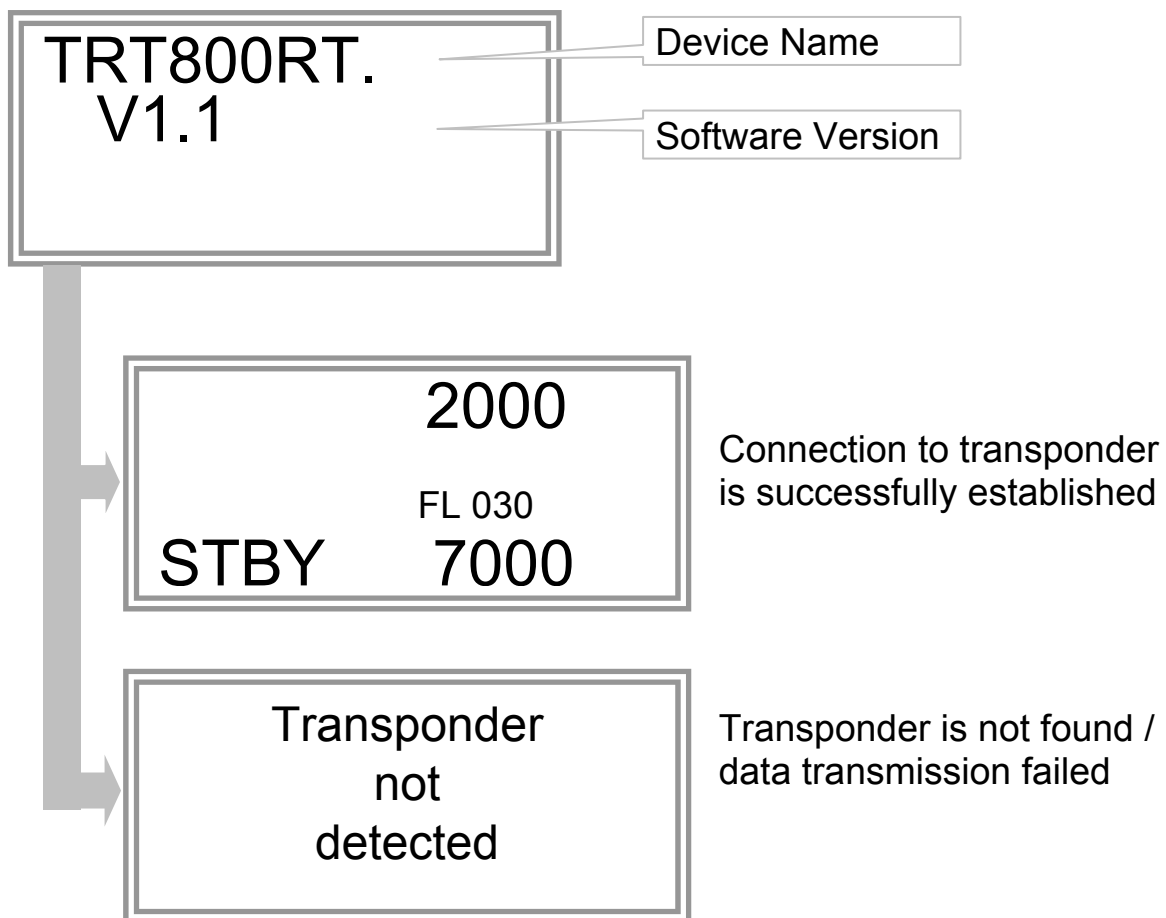 TRT800RT.
V1.1
Device Name
Software Version
2000
FL 030
STBY 7000
Connection to transponder
is successfully established
Transponder
not
detected
Transponder is not found /
data transmission failed